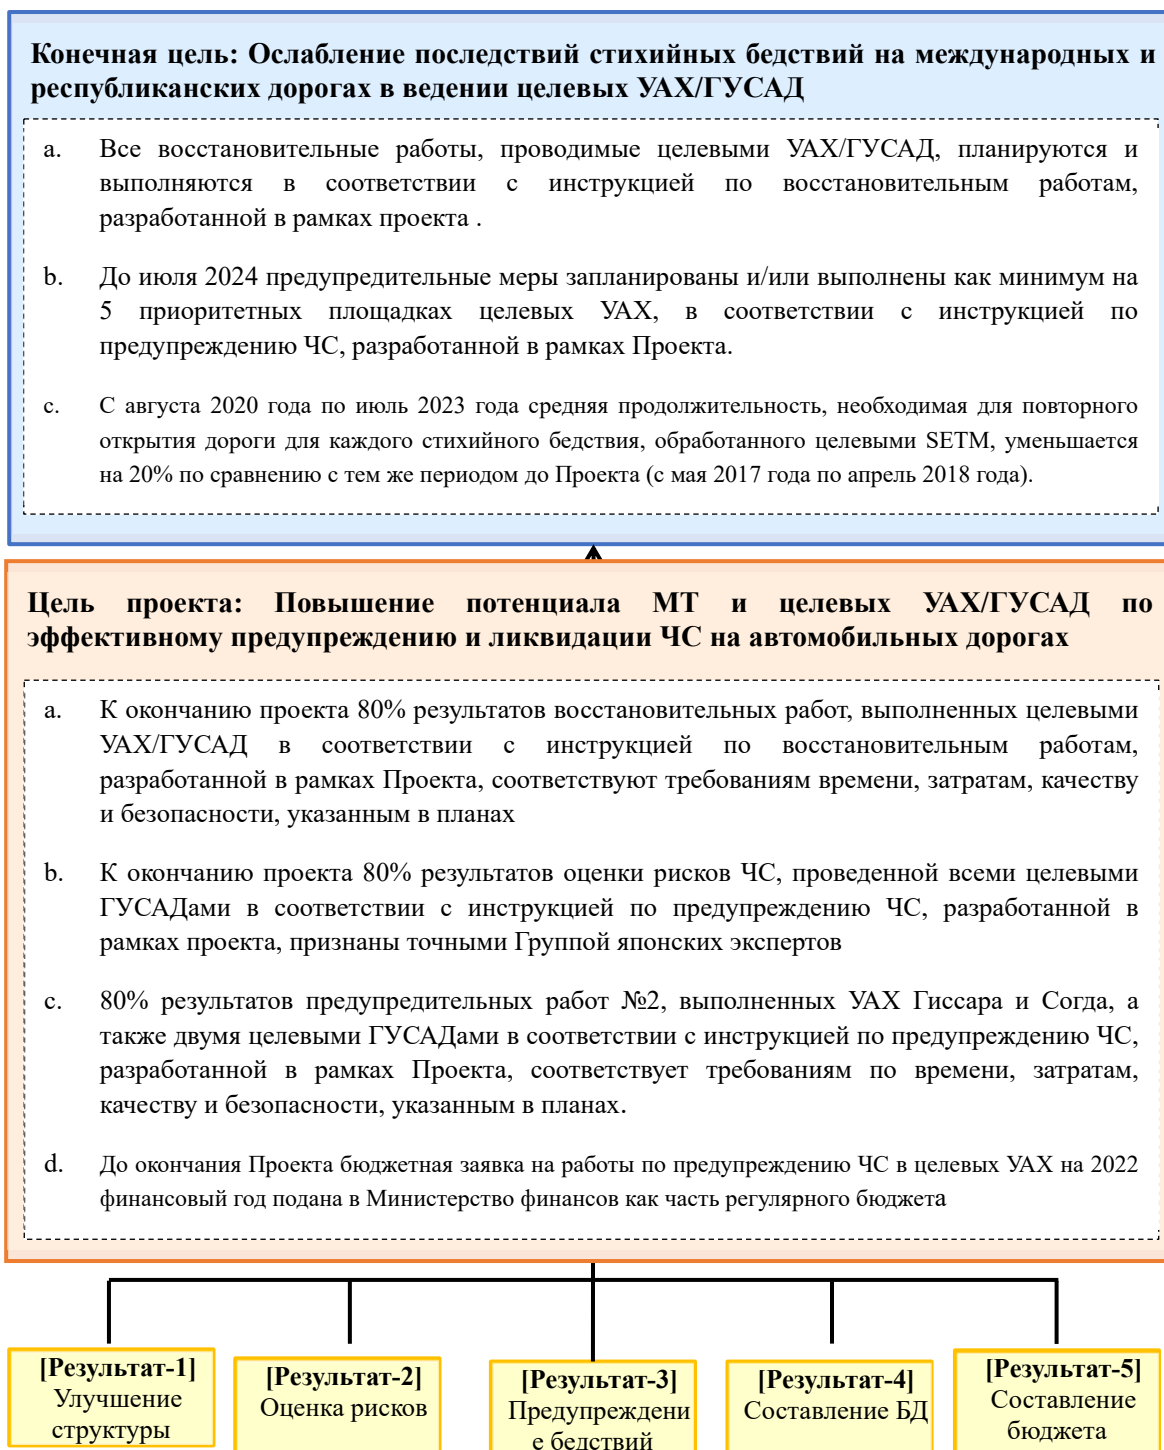 Конечная цель: Ослабление последствий стихийных бедствий на международных и
республиканских дорогах в ведении целевых УАХ/ГУСАД
a. Все восстановительные работы, проводимые целевыми УАХ/ГУСАД, планируются и
выполняются в соответствии с инструкцией по восстановительным работам,
разработанной в рамках проекта .
b. До июля 2024 предупредительные меры запланированы и/или выполнены как минимум на
5 приоритетных площадках целевых УАХ, в соответствии с инструкцией по
предупреждению ЧС, разработанной в рамках Проекта.
c. С августа 2020 года по июль 2023 года средняя продолжительность, необходимая для повторного
открытия дороги для каждого стихийного бедствия, обработанного целевыми SETM, уменьшается
на 20% по сравнению с тем же периодом до Проекта (с мая 2017 года по апрель 2018 года).
Цель проекта: Повышение потенциала МТ и целевых УАХ/ГУСАД по
эффективному предупреждению и ликвидации ЧС на автомобильных дорогах
a. К окончанию проекта 80% результатов восстановительных работ, выполненных целевыми
УАХ/ГУСАД в соответствии с инструкцией по восстановительным работам,
разработанной в рамках Проекта, соответствуют требованиям времени, затратам, качеству
и безопасности, указанным в планах
b. К окончанию проекта 80% результатов оценки рисков ЧС, проведенной всеми целевыми
ГУСАДами в соответствии с инструкцией по предупреждению ЧС, разработанной в
рамках проекта, признаны точными Группой японских экспертов
c. 80% результатов предупредительных работ №2, выполненных УАХ Гиссара и Согда, а
также двумя целевыми ГУСАДами в соответствии с инструкцией по предупреждению ЧС,
разработанной в рамках Проекта, соответствует требованиям по времени, затратам,
качеству и безопасности, указанным в планах.
d. До окончания Проекта бюджетная заявка на работы по предупреждению ЧС в целевых УАХ на 2022
финансовый год подана в Министерство финансов как часть регулярного бюджета
[Результат-1]
Улучшение
структуры
[Результат-2]
Оценка рисков
[Результат-3]
Предупреждени
е бедствий
[Результат-4]
Составление БД
[Результат-5]
Составление
бюджета